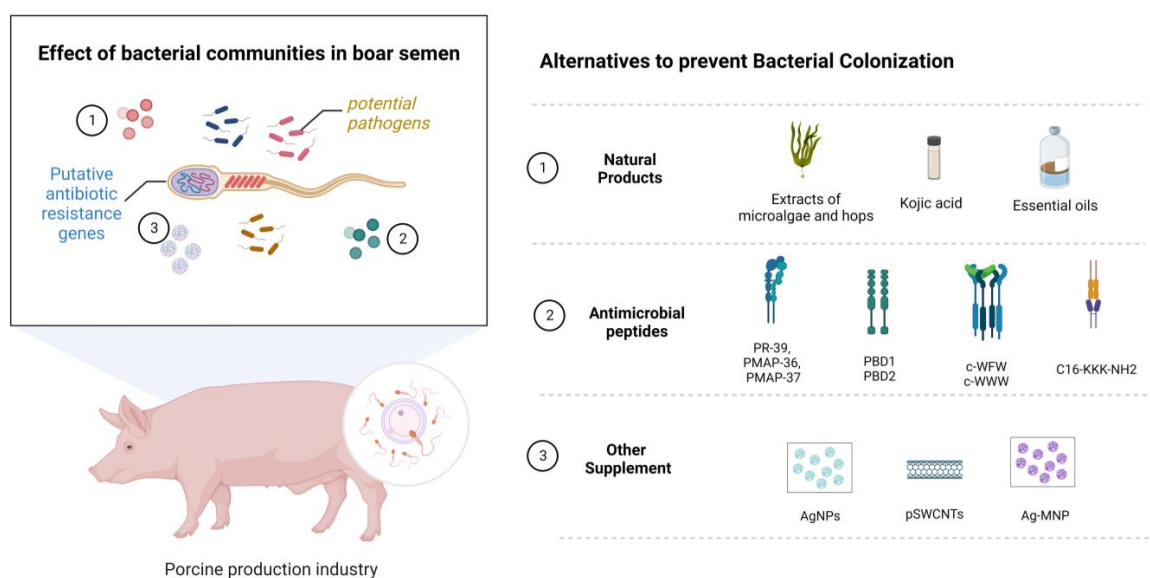 Effect of bacterial communities in boar semen
1
potential
pathogens
Putative
antibiotic
resistance
genes
3
2
Porcine production industry
Alternatives to prevent Bacterial Colonization
1
Natural
Products
Extracts of
microalgae and hops
Kojic acid
Essential oils
2
Antimicrobial
peptides
PR-39,
PMAP-36,
PMAP-37
PBD1
PBD2
c-WFW
c-WWW
C16-KKK-NH2
3
Other
Supplement
AgNPs
pSWCNTs
Ag-MNP